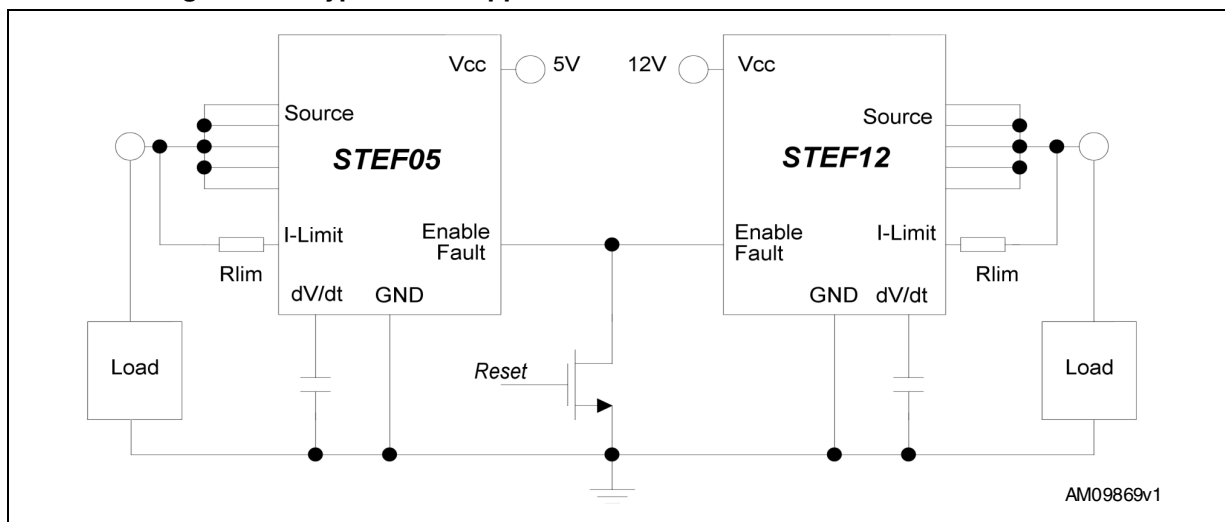 Vcc
5V
12V
Vcc
Source
Source
STEF05
STEF12
I-Limit
Enable
Fault
Enable
Fault
I-Limit
Rlim
Rlim
dV/dt
GND
GND
dV/dt
Load
Reset
Load
AM09869v1